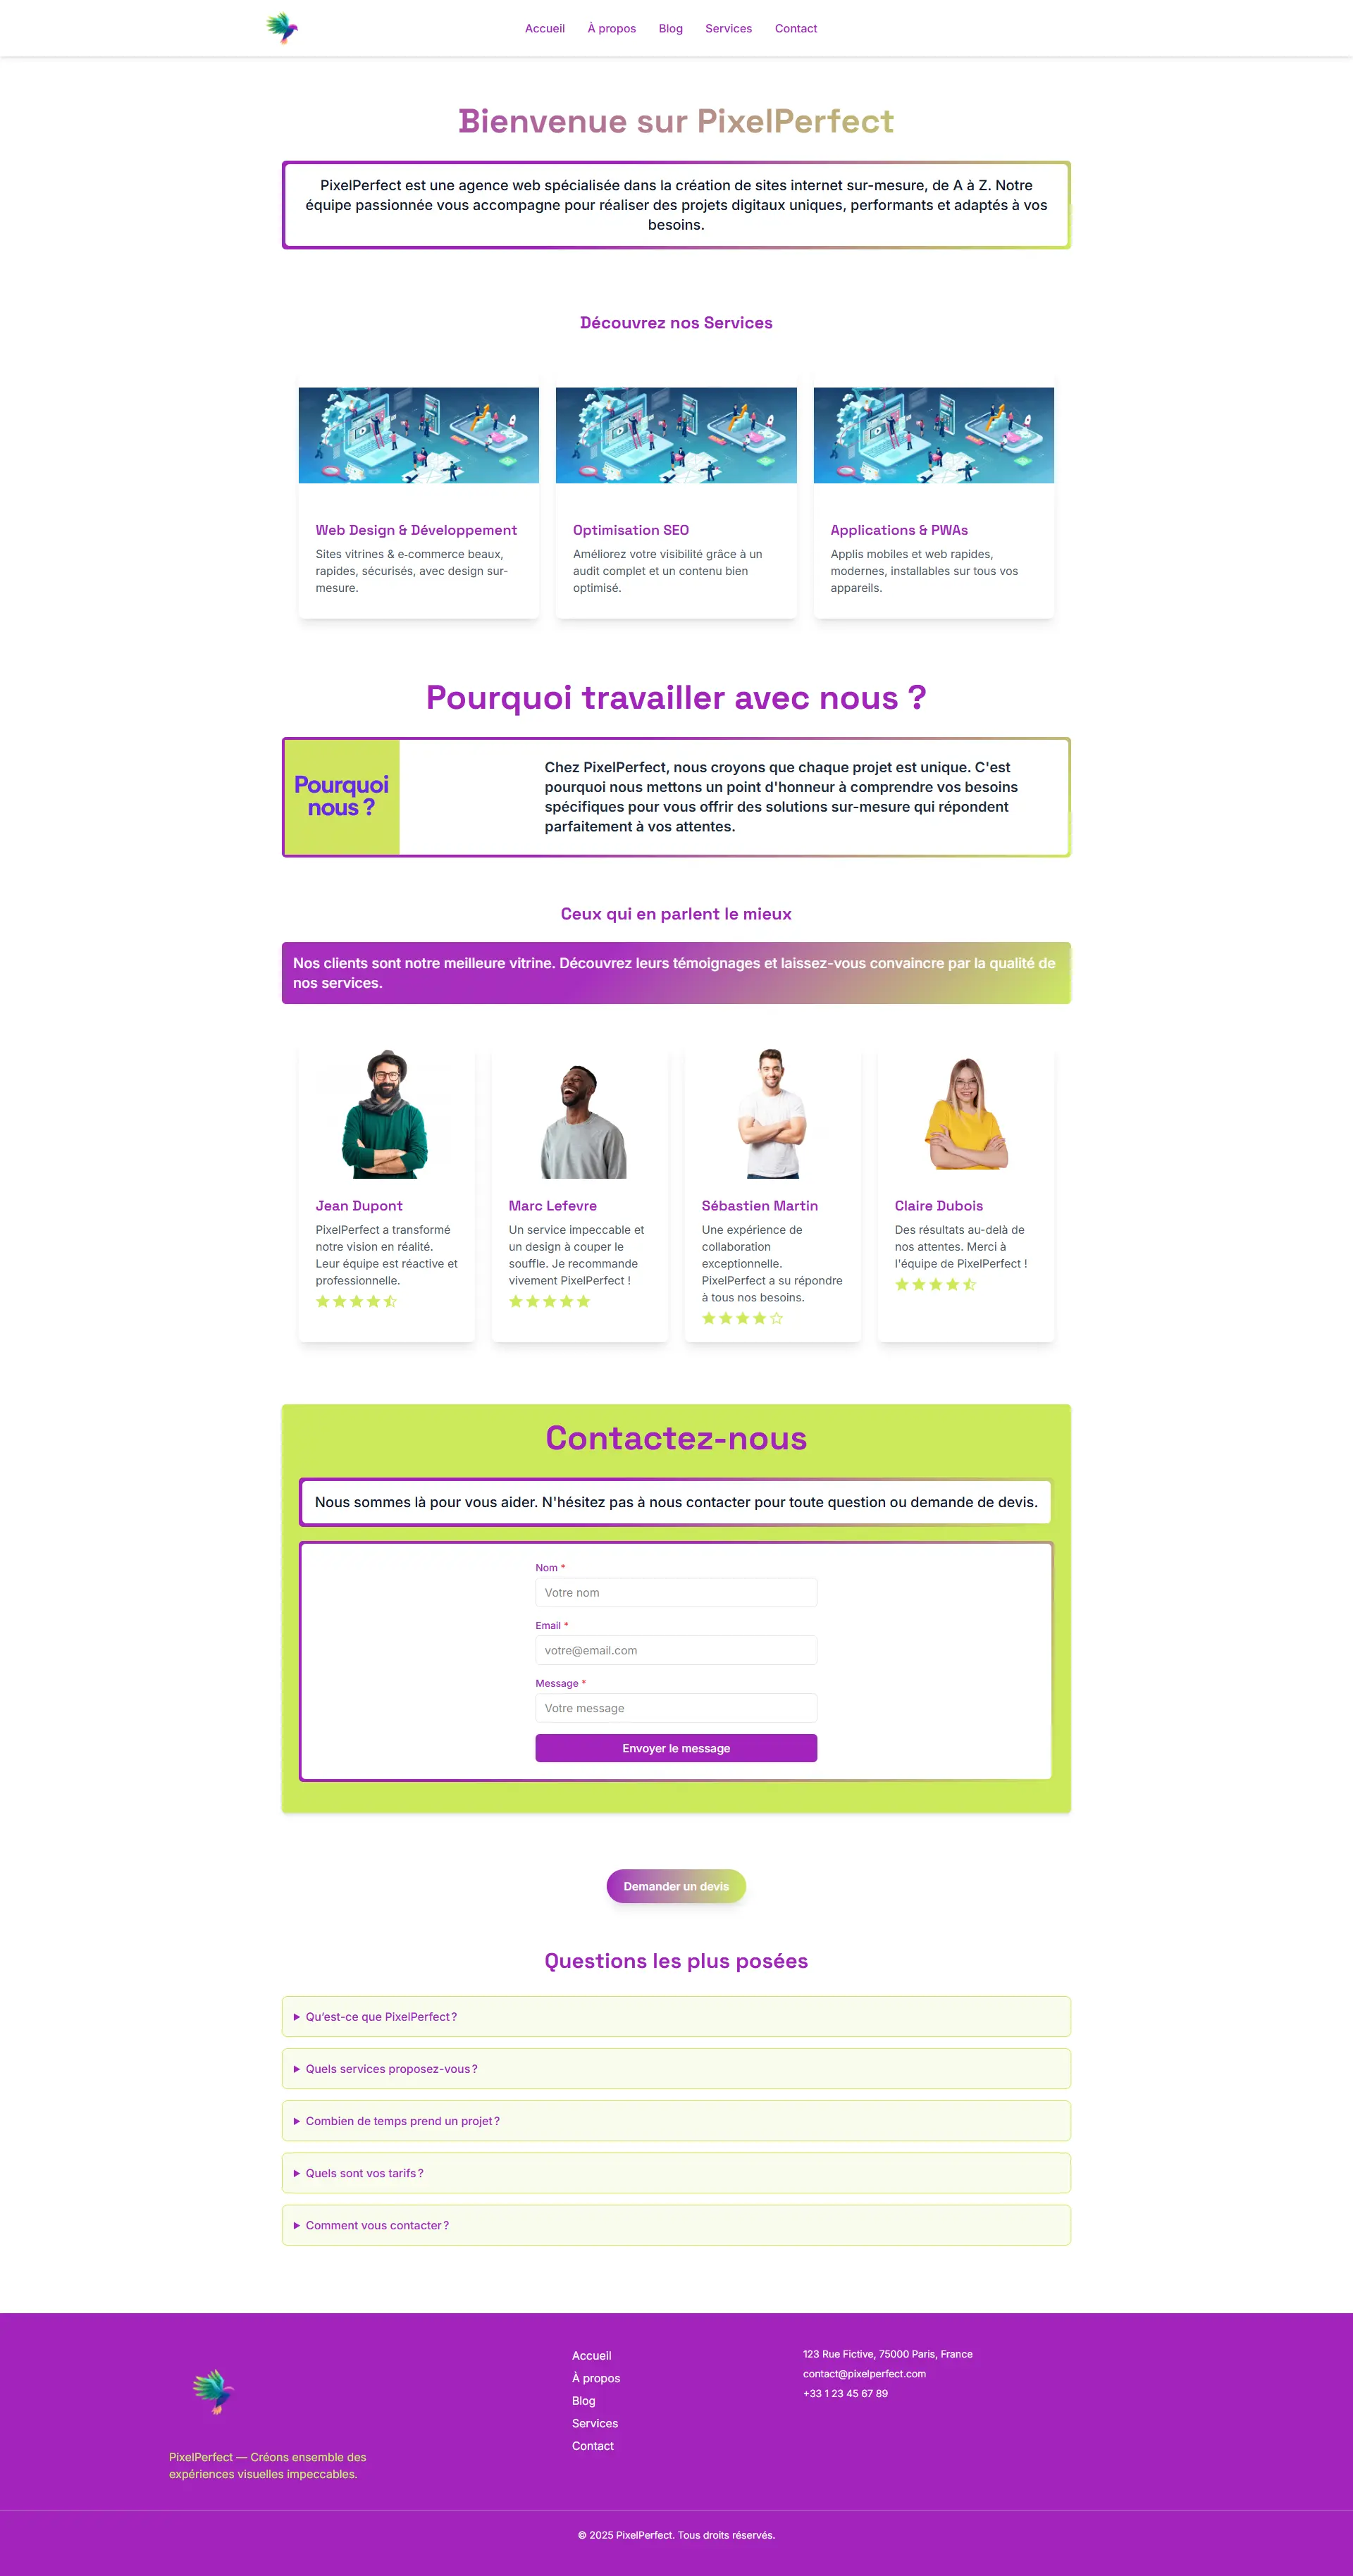 Accueil
À propos
Blog
Services
Contact
Bienvenue sur PixelPerfect
PixelPerfect est une agence web spécialisée dans la création de sites internet sur-mesure, de A à Z. Notre
équipe passionnée vous accompagne pour réaliser des projets digitaux uniques, performants et adaptés à vos
besoins.
Découvrez nos Services
Web Design & Développement
Sites vitrines & e-commerce beaux,
rapides, sécurisés, avec design sur-
mesure.
Optimisation SEO
Améliorez votre visibilité grâce à un
audit complet et un contenu bien
optimisé.
Applications & PWAs
Applis mobiles et web rapides,
modernes, installables sur tous vos
appareils.
Pourquoi travailler avec nous ?
Pourquoi
nous ?
Chez PixelPerfect, nous croyons que chaque projet est unique. C'est
pourquoi nous mettons un point d'honneur à comprendre vos besoins
spécifiques pour vous offrir des solutions sur-mesure qui répondent
parfaitement à vos attentes.
Ceux qui en parlent le mieux
Nos clients sont notre meilleure vitrine. Découvrez leurs témoignages et laissez-vous convaincre par la qualité de
nos services.
Jean Dupont
PixelPerfect a transformé
notre vision en réalité.
Leur équipe est réactive et
professionnelle.
Marc Lefevre
Un service impeccable et
un design à couper le
souffle. Je recommande
vivement PixelPerfect !
Sébastien Martin
Une expérience de
collaboration
exceptionnelle.
PixelPerfect a su répondre
à tous nos besoins.
Claire Dubois
Des résultats au-delà de
nos attentes. Merci à
l'équipe de PixelPerfect !
Contactez-nous
Nous sommes là pour vous aider. N'hésitez pas à nous contacter pour toute question ou demande de devis.
Nom *
Votre nom
Email *
votre@email.com
Message *
Votre message
Envoyer le message
Demander un devis
Questions les plus posées
Qu’est-ce que PixelPerfect ?
Quels services proposez-vous ?
Combien de temps prend un projet ?
Quels sont vos tarifs ?
Comment vous contacter ?
PixelPerfect — Créons ensemble des
expériences visuelles impeccables.
Accueil
À propos
Blog
Services
Contact
123 Rue Fictive, 75000 Paris, France
contact@pixelperfect.com
+33 1 23 45 67 89
© 2025 PixelPerfect. Tous droits réservés.